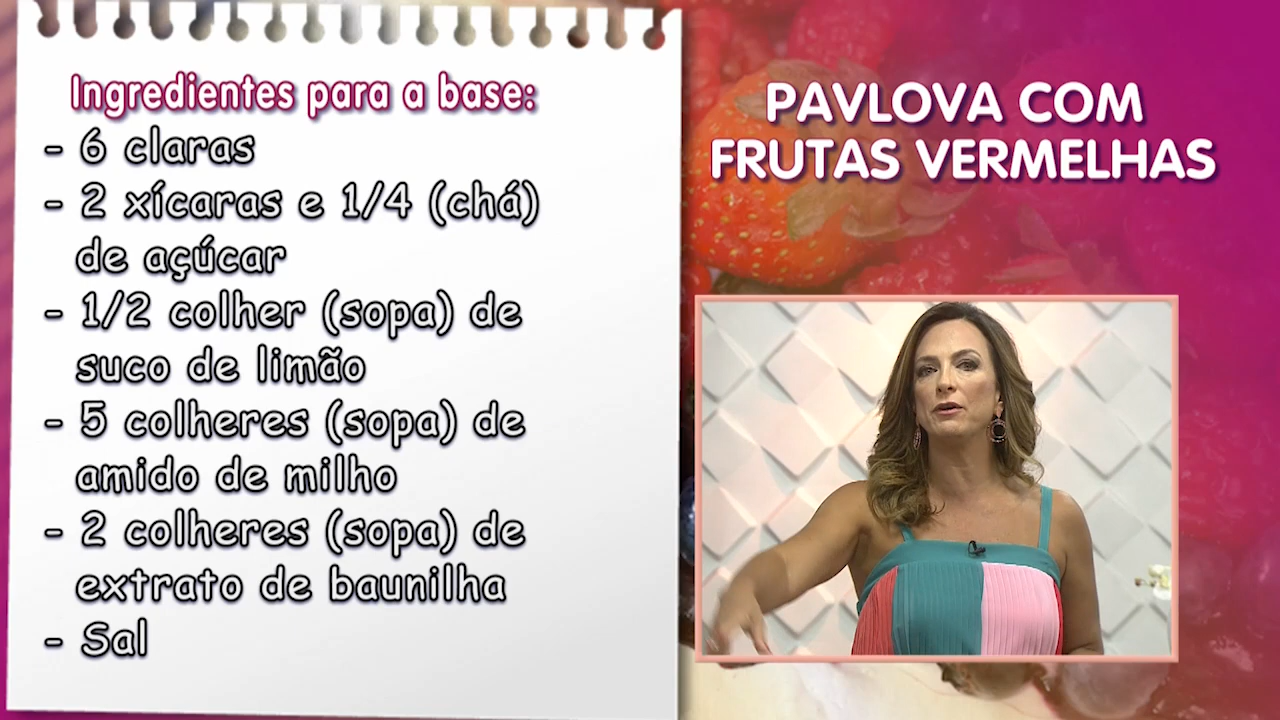 Ingredientes para a base:
- 6 claras
- 2 xícaras e 1/4 (chá)
de açúcar
- 1/2 colher (sopa) de
suco de limão
- 5 colheres (sopa) de
amido de milho
- 2 colheres (sopa) de
extrato de baunilha
- Sal
PAVLOVA COM
FRUTAS VERMELHAS